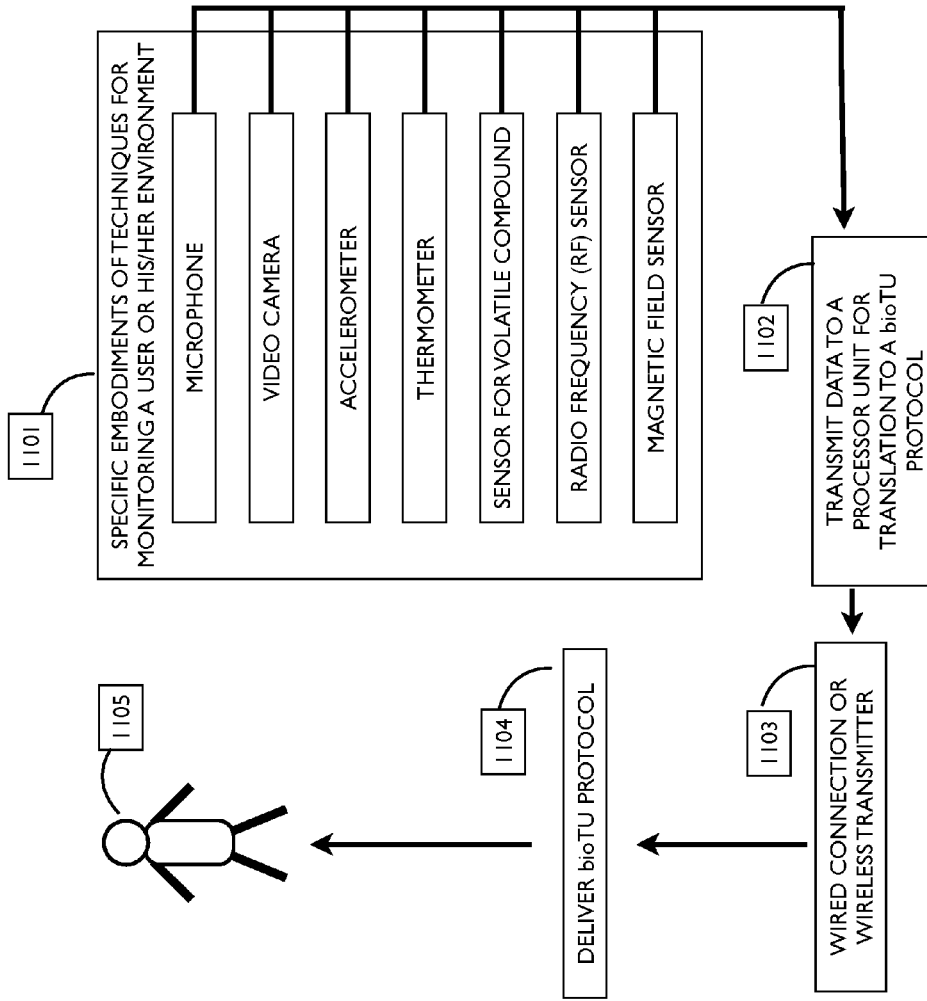 1101
SPECIFIC EMBODIMENTS OF TECHNIQUES FOR
MONITORING A USER OR HIS/HER ENVIRONMENT
MICROPHONE
VIDEO CAMERA
ACCELEROMETER
THERMOMETER
SENSOR FOR VOLATILE COMPOUND
RADIO FREQUENCY (RF) SENSOR
MAGNETIC FIELD SENSOR
1102
TRANSMIT DATA TO A
PROCESSOR UNIT FOR
TRANSLATION TO A bioTU
PROTOCOL
1103
WIRED CONNECTION OR
WIRELESS TRANSMITTER
1104
DELIVER bioTU PROTOCOL
1105